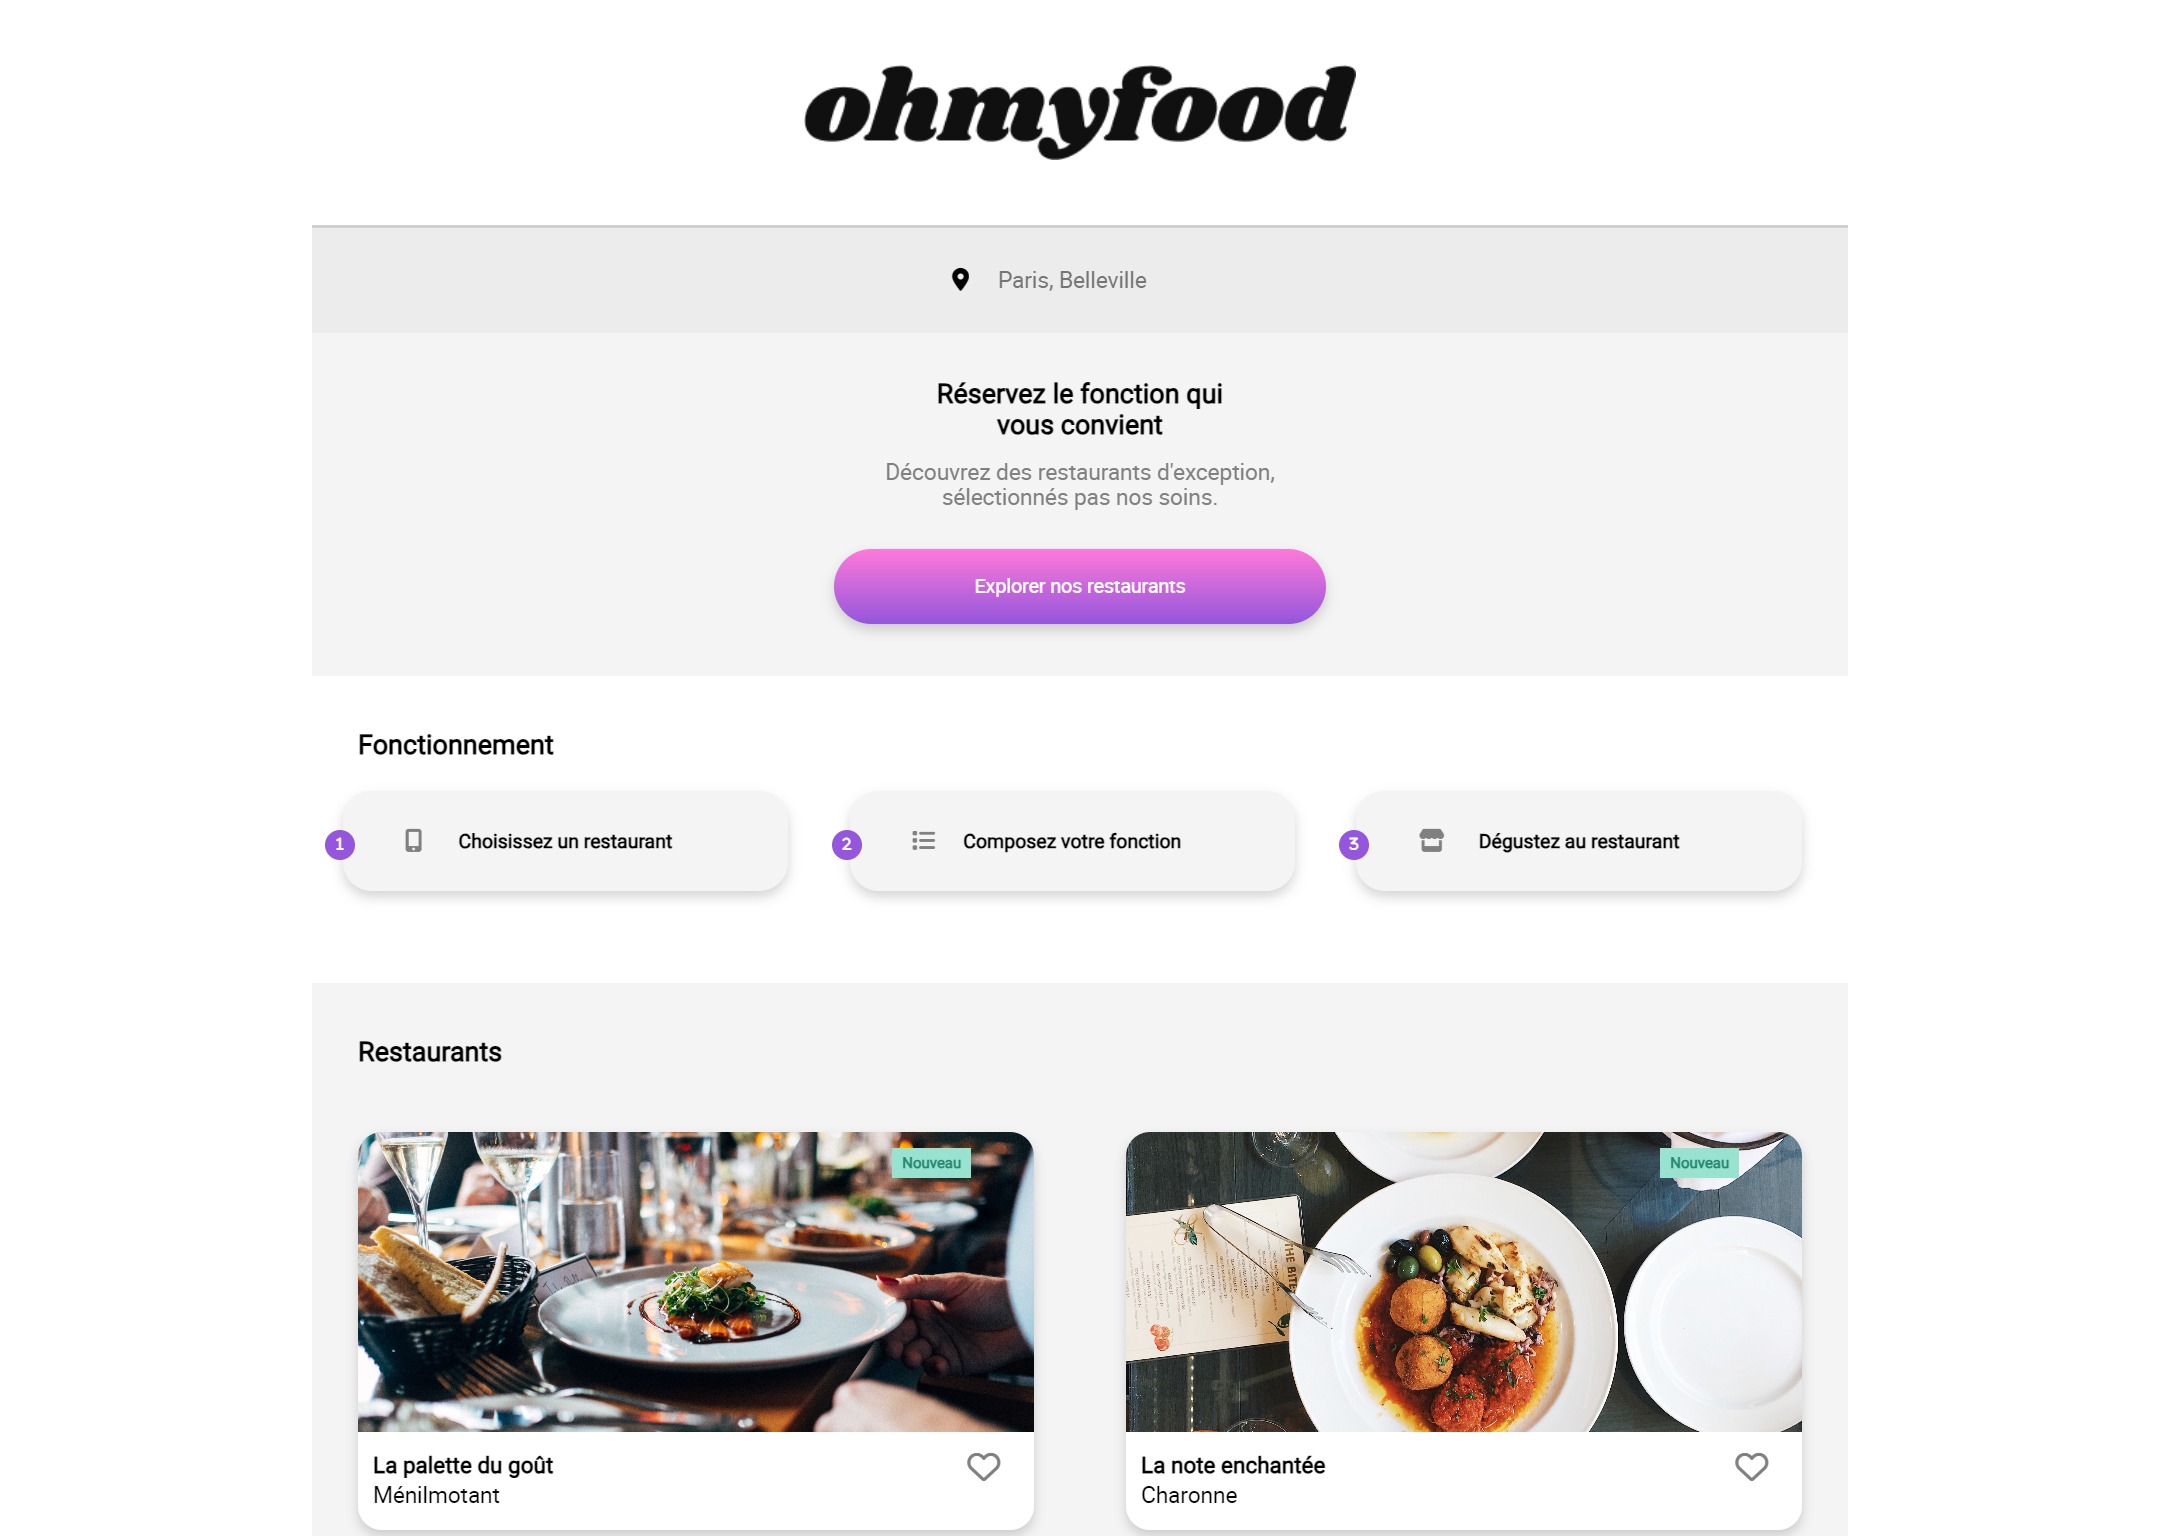 ohmyfood
Paris, Belleville
Réservez le fonction qui
vous convient
Découvrez des restaurants d'exception,
sélectionnés pas nos soins.
Explorer nos restaurants
Fonctionnement
1 Choisissez un restaurant
2 Composez votre fonction
3 Dégustez au restaurant
Restaurants
Nouveau
THE BITE
Nouveau
La palette du goût
Ménilmotant
La note enchantée
Charonne